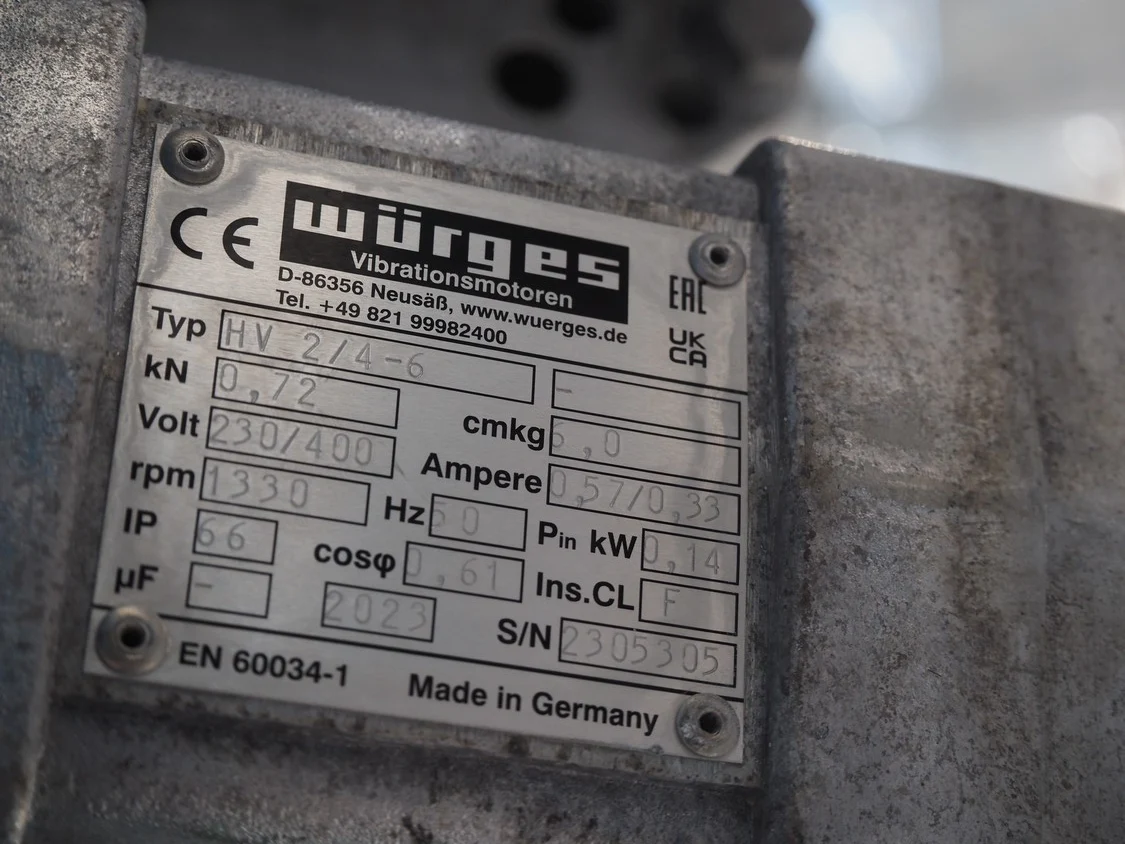 CE
würges
Vibrationsmotoren
D-86356 Neusäß, www.wuerges.de
Tel. +49 821 99982400
EAC
UK
CA
Typ HV 2/4-6 -
kN 0,72
cmkg 6,0
Volt 230/400
Ampere 0,57/0,33
rpm 1330
Hz 50
Pin kW 0,14
IP 66
cosφ 0,61
Ins.CL F
µF -
2023
S/N 2305305
EN 60034-1
Made in Germany